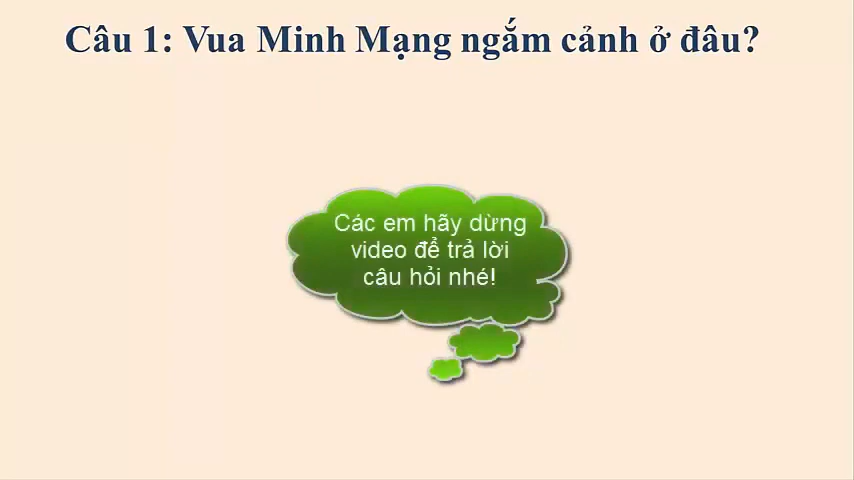 Câu 1: Vua Minh Mạng ngắm cảnh ở đâu?
Các em hãy dừng
video để trả lời
câu hỏi nhé!